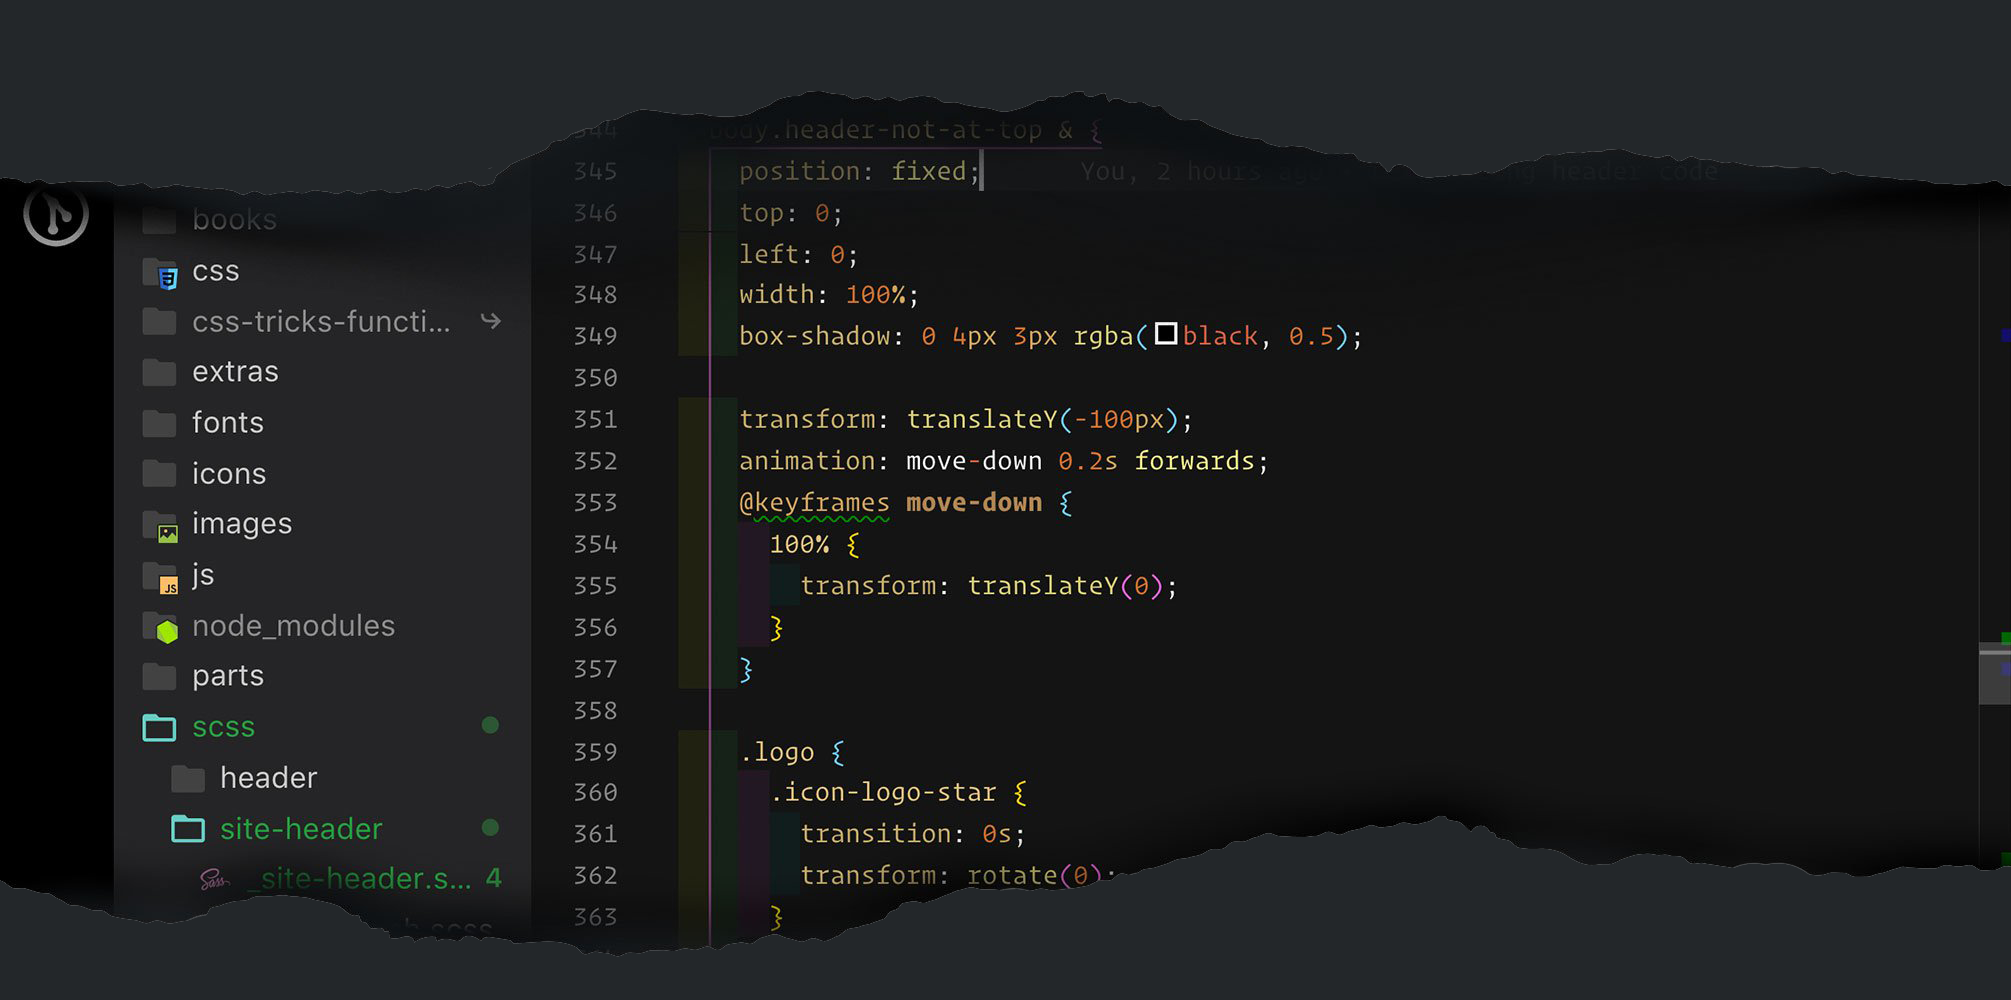 books
css
css-tricks-functi...
extras
fonts
icons
images
js
node_modules
parts
scss
header
site-header
_site-header.s... 4
344 body.header-not-at-top & {
345 position: fixed; You, 2 hours ago header code
346 top: 0;
347 left: 0;
348 width: 100%;
349 box-shadow: 0 4px 3px rgba(black, 0.5);
350
351 transform: translateY(-100px);
352 animation: move-down 0.2s forwards;
353 @keyframes move-down {
354 100% {
355 transform: translateY(0);
356 }
357 }
358
359 .logo {
360 .icon-logo-star {
361 transition: 0s;
362 transform: rotate(0);
363 }